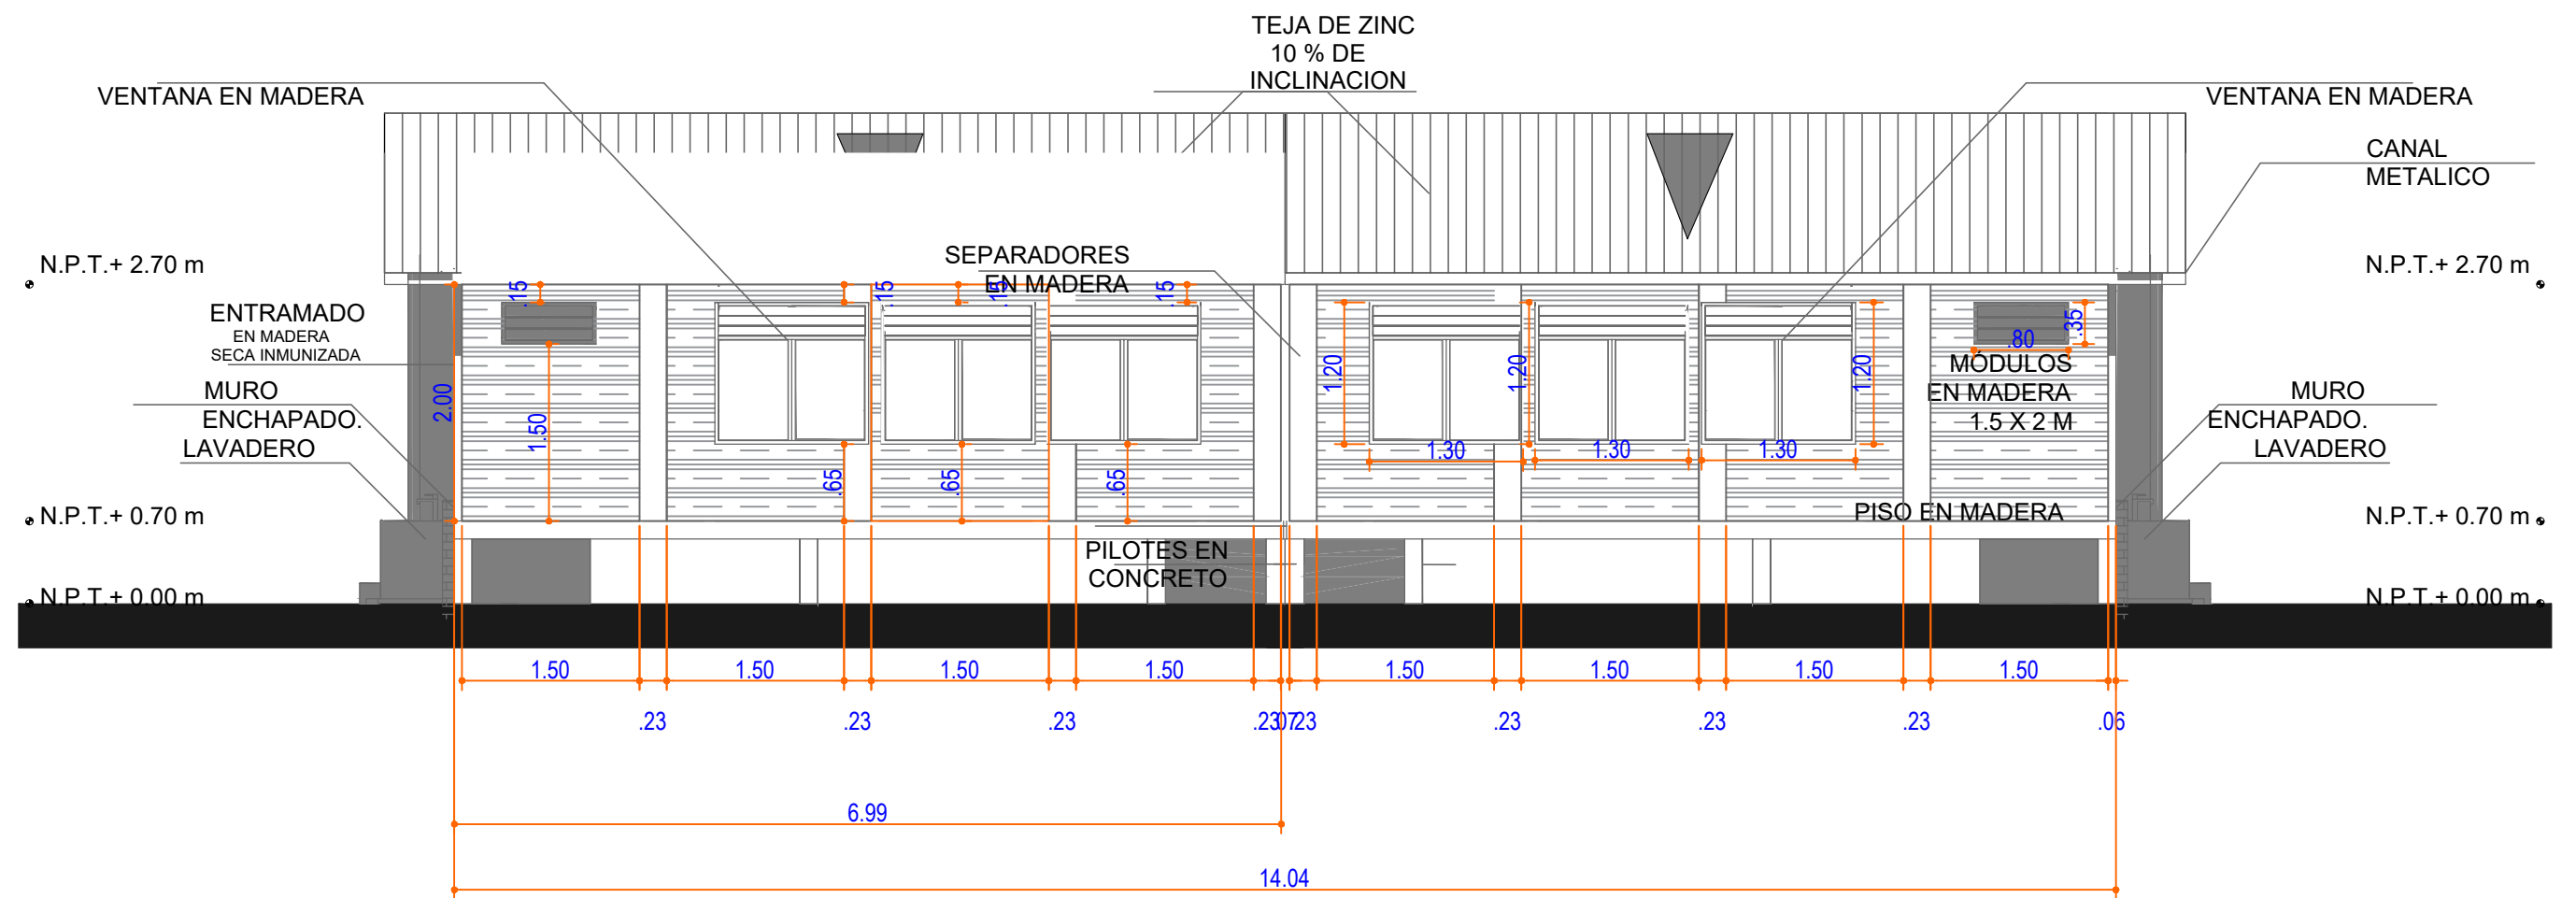 TEJA DE ZINC
10 % DE
INCLINACION
VENTANA EN MADERA
VENTANA EN MADERA
CANAL
METALICO
SEPARADORES
EN MADERA
N.P.T.+ 2.70 m
N.P.T.+ 2.70 m
.15
.15
.15
.15
ENTRAMADO
EN MADERA
SECA INMUNIZADA
.35
.80
1.20
1.20
1.20
MÓDULOS
EN MADERA
1.5 X 2 M
MURO
ENCHAPADO.
LAVADERO
2.00
1.50
MURO
ENCHAPADO.
LAVADERO
1.30
1.30
1.30
.65
.65
.65
N.P.T.+ 0.70 m
PISO EN MADERA
N.P.T.+ 0.70 m
PILOTES EN
CONCRETO
N.P.T.+ 0.00 m
N.P.T.+ 0.00 m
1.50
1.50
1.50
1.50
1.50
1.50
1.50
1.50
.23
.23
.23
.23
.07
.23
.23
.23
.23
.06
6.99
14.04